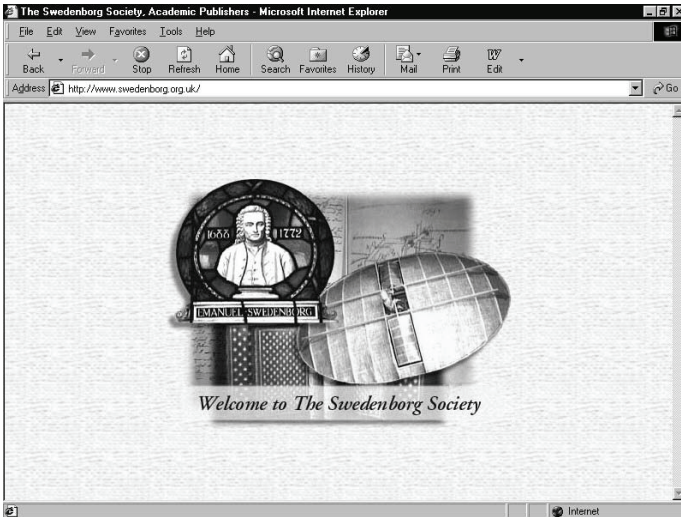 The Swedenborg Society, Academic Publishers - Microsoft Internet Explorer
File Edit View Favorites Tools Help
Back Forward Stop Refresh Home Search Favorites History Mail Print Edit
Address http://www.swedenborg.org.uk/ Go
1688 1772
EMANUEL SWEDENBORG
Welcome to The Swedenborg Society
Internet